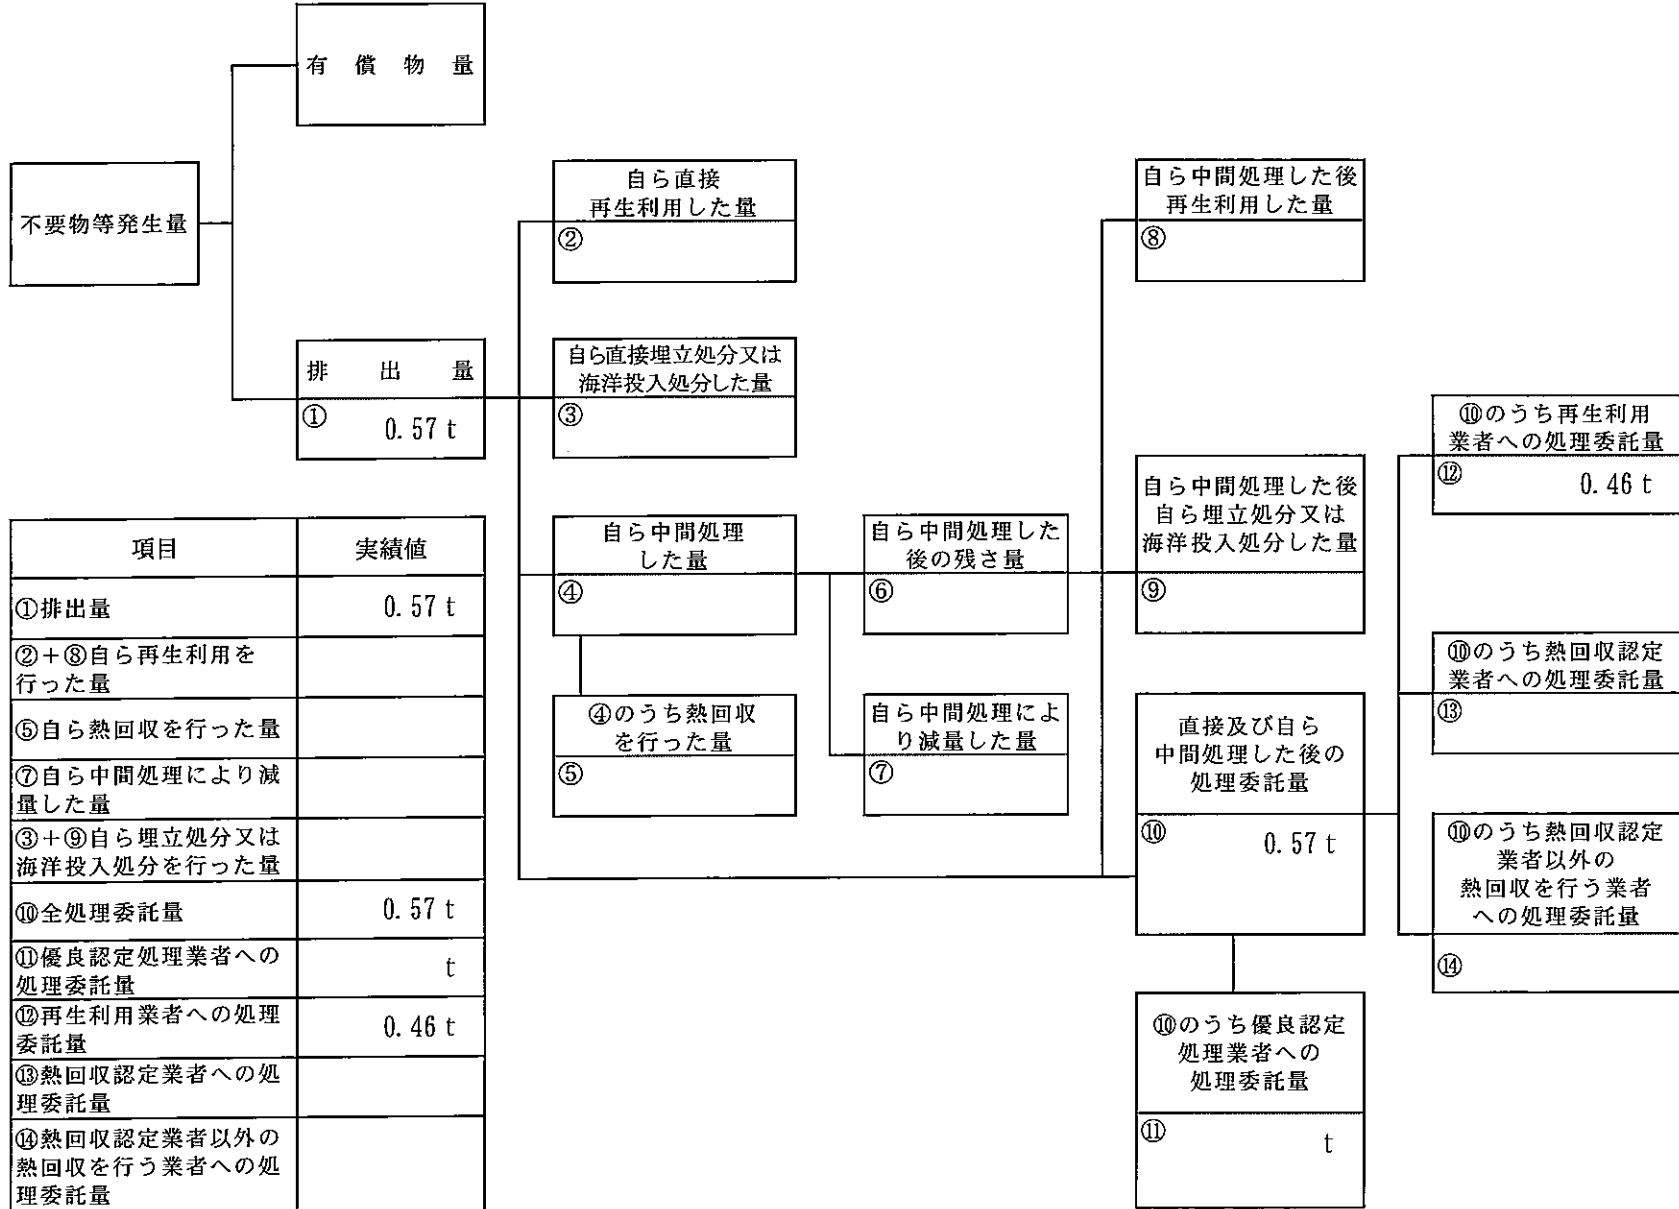 有償物量
不要物等発生量
排出量
① 0.57 t
自ら直接
再生利用した量
②
自ら直接埋立処分又は
海洋投入処分した量
③
自ら中間処理
した量
④
④のうち熱回収
を行った量
⑤
自ら中間処理した
後の残さ量
⑥
自ら中間処理によ
り減量した量
⑦
自ら中間処理した後
再生利用した量
⑧
自ら中間処理した後
自ら埋立処分又は
海洋投入処分した量
⑨
直接及び自ら
中間処理した後の
処理委託量
⑩ 0.57 t
⑩のうち優良認定
処理業者への
処理委託量
⑪ t
⑩のうち再生利用
業者への処理委託量
⑫ 0.46 t
⑩のうち熱回収認定
業者への処理委託量
⑬
⑩のうち熱回収認定
業者以外の
熱回収を行う業者
への処理委託量
⑭
項目 実績値
①排出量 0.57 t
②+⑧自ら再生利用を
行った量
⑤自ら熱回収を行った量
⑦自ら中間処理により減
量した量
③+⑨自ら埋立処分又は
海洋投入処分を行った量
⑩全処理委託量 0.57 t
⑪優良認定処理業者への
処理委託量 t
⑫再生利用業者への処理
委託量 0.46 t
⑬熱回収認定業者への処
理委託量
⑭熱回収認定業者以外の
熱回収を行う業者への処
理委託量